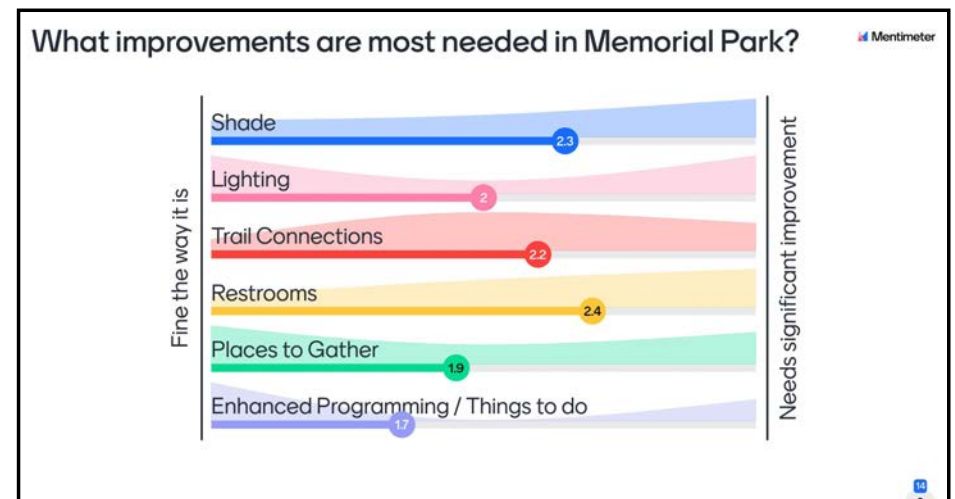 What improvements are most needed in Memorial Park?
Mentimeter
Fine the way it is
Shade
2.3
Lighting
2
Trail Connections
2.2
Restrooms
2.4
Places to Gather
1.9
Enhanced Programming / Things to do
1.7
Needs significant improvement
14